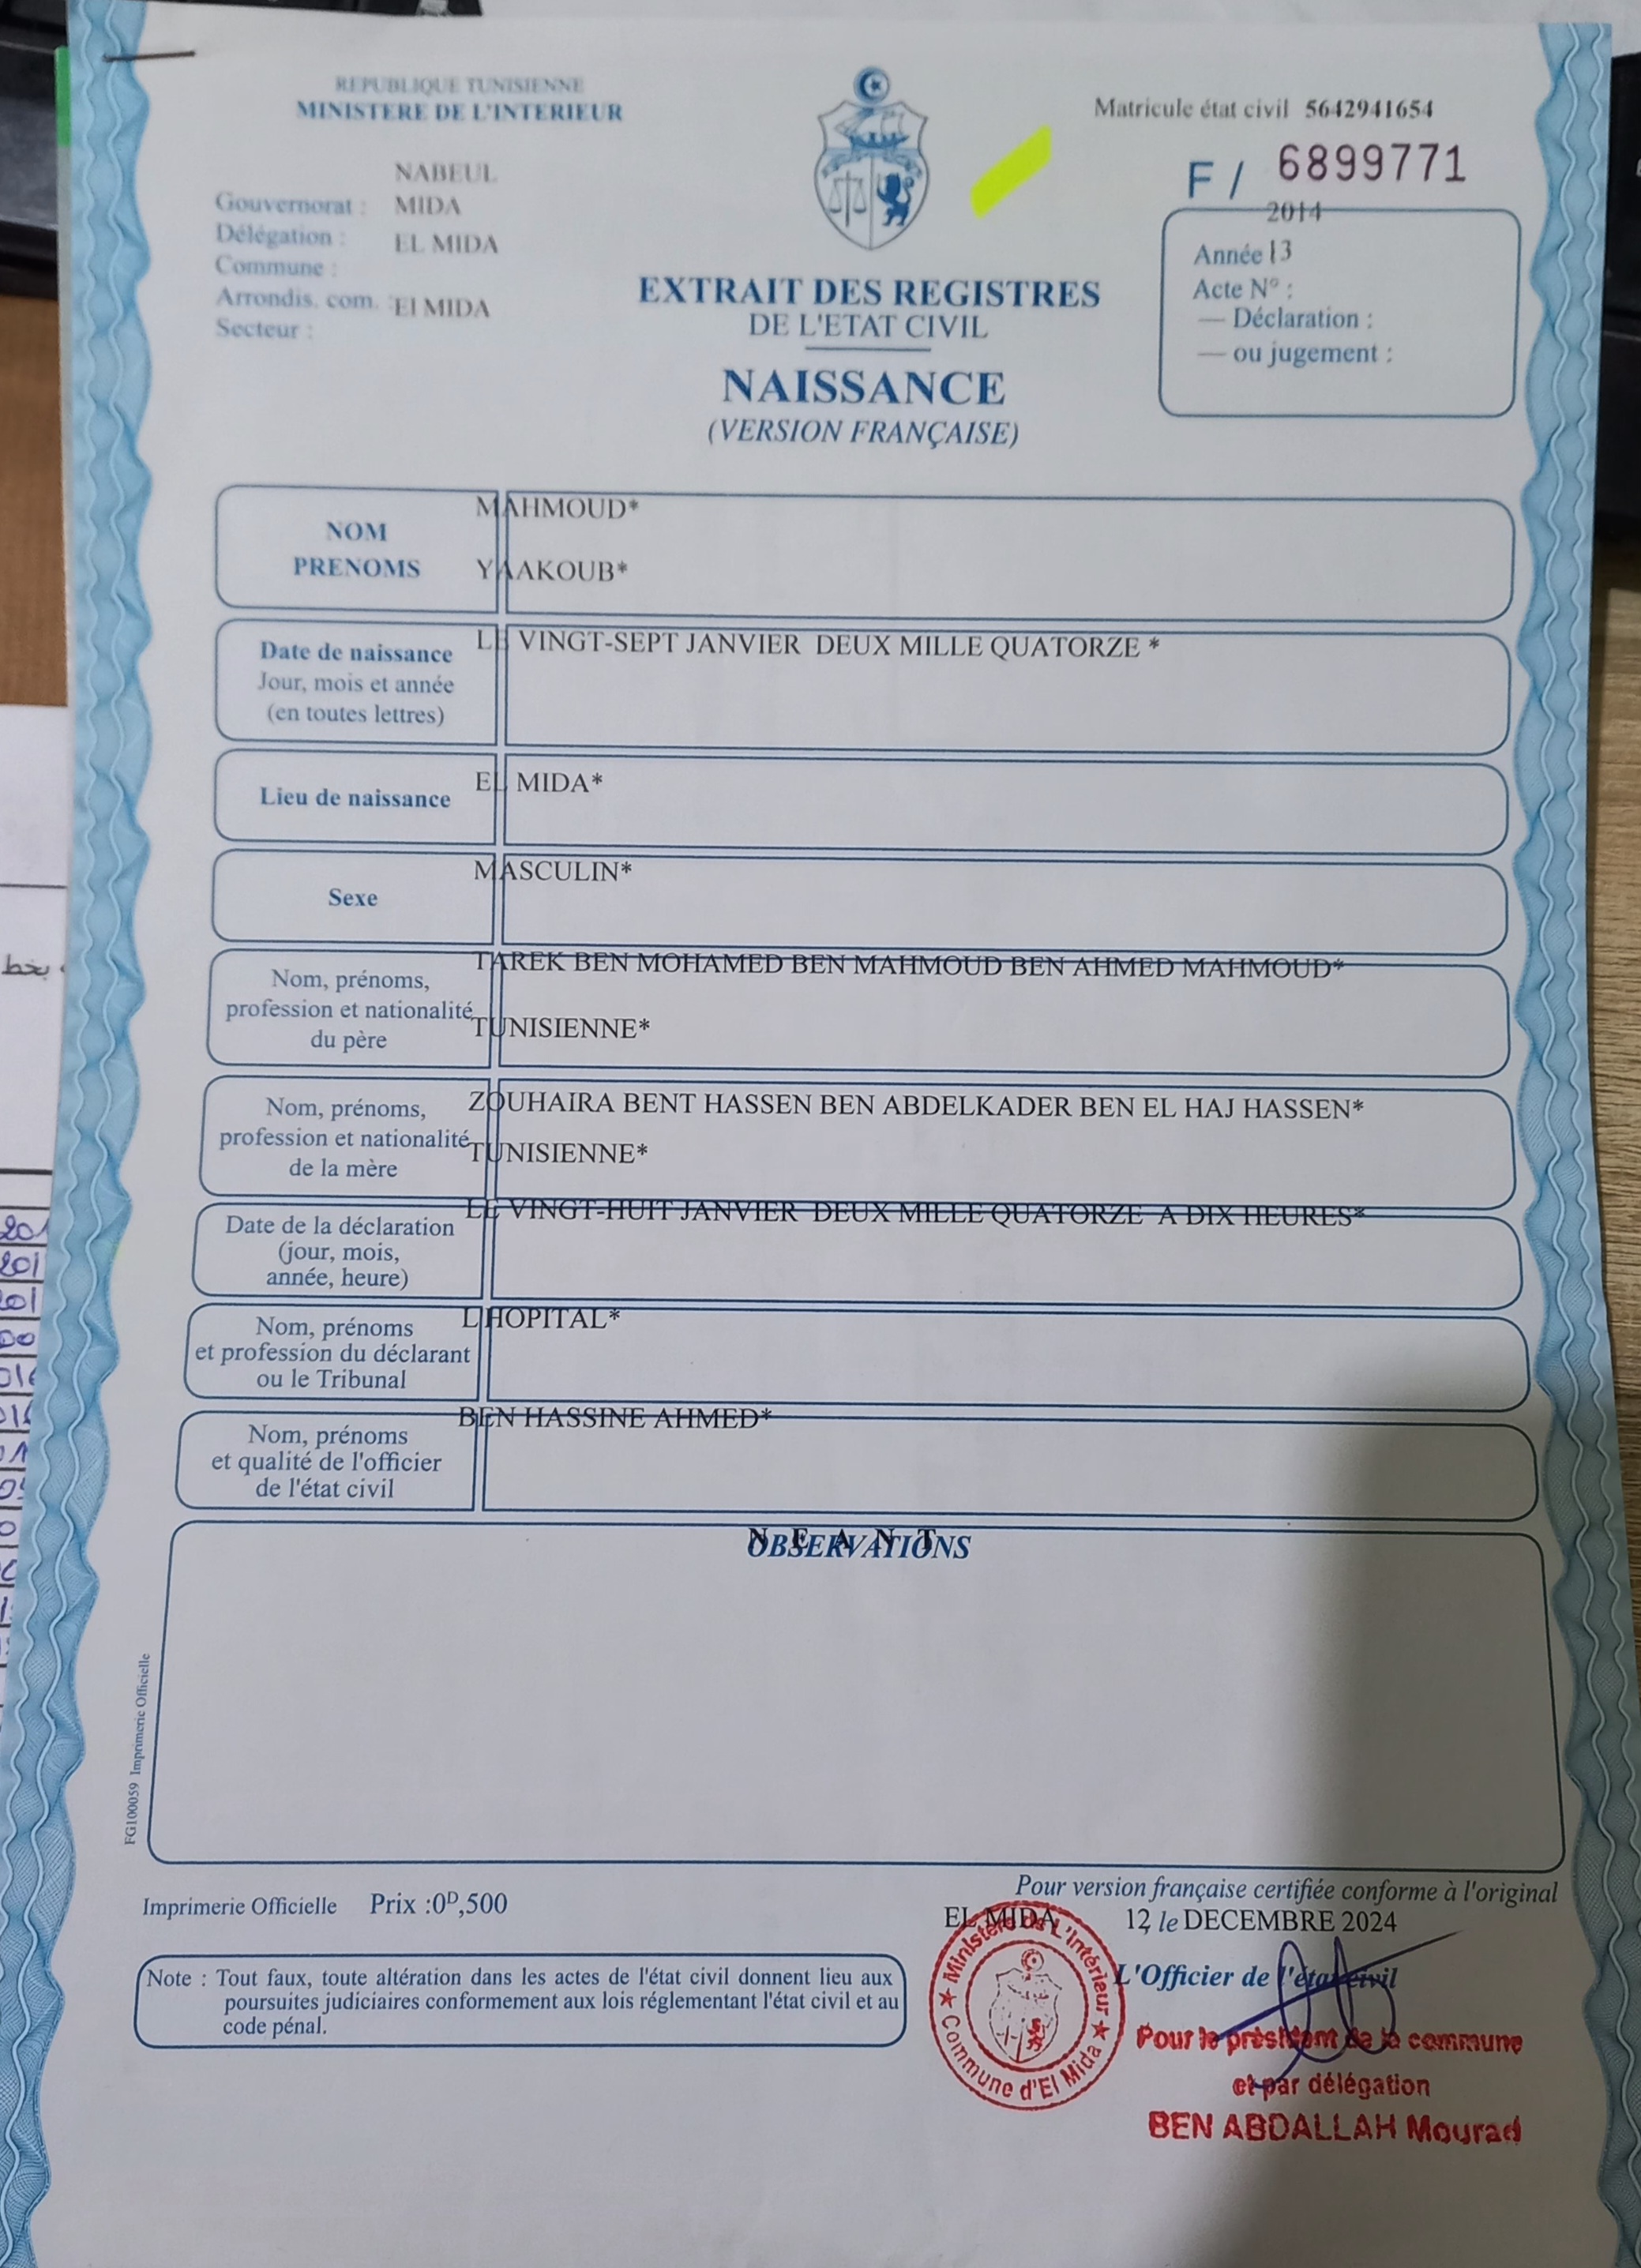 REPUBLIQUE TUNISIENNE
MINISTERE DE L'INTERIEUR
Matricule état civil 5642941654
F / 6899771
NABEUL
Gouvernorat : MIDA
Délégation : EL MIDA
Commune :
Arrondis. com. : El MIDA
Secteur :
2014
Année 13
Acte N° :
— Déclaration :
— ou jugement :
EXTRAIT DES REGISTRES
DE L'ETAT CIVIL
NAISSANCE
(VERSION FRANÇAISE)
NOM MAHMOUD*
PRENOMS YAAKOUB*
Date de naissance LE VINGT-SEPT JANVIER DEUX MILLE QUATORZE *
Jour, mois et année
(en toutes lettres)
Lieu de naissance EL MIDA*
Sexe MASCULIN*
TAREK BEN MOHAMED BEN MAHMOUD BEN AHMED MAHMOUD*
Nom, prénoms,
profession et nationalité TUNISIENNE*
du père
Nom, prénoms, ZOUHAIRA BENT HASSEN BEN ABDELKADER BEN EL HAJ HASSEN*
profession et nationalité TUNISIENNE*
de la mère
Date de la déclaration LE VINGT-HUIT JANVIER DEUX MILLE QUATORZE A DIX HEURES*
(jour, mois,
année, heure)
Nom, prénoms L'HOPITAL*
et profession du déclarant
ou le Tribunal
BEN HASSINE AHMED*
Nom, prénoms
et qualité de l'officier
de l'état civil
N E A N T
OBSERVATIONS
FG100059 Imprimerie Officielle
Imprimerie Officielle Prix :0ᴰ,500
Pour version française certifiée conforme à l'original
EL MIDA 12, le DECEMBRE 2024
L'Officier de l'état civil
Note : Tout faux, toute altération dans les actes de l'état civil donnent lieu aux
poursuites judiciaires conformement aux lois réglementant l'état civil et au
code pénal.
★ Ministère De L'Intérieur ★
Commune d'El Mida
Pour le président de la commune
et par délégation
BEN ABDALLAH Mourad
بخط